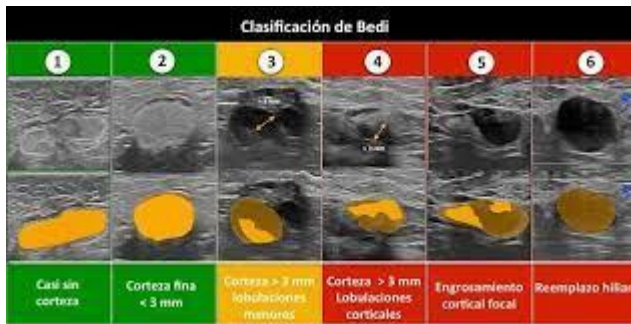 Clasificación de Bedi
1 2 3 4 5 6
Casi sin
corteza
Corteza fina
< 3 mm
Corteza > 3 mm
lobulaciones
menores
Corteza > 3 mm
Lobulaciones
corticales
Engrosamiento
cortical focal
Reemplazo hiliar